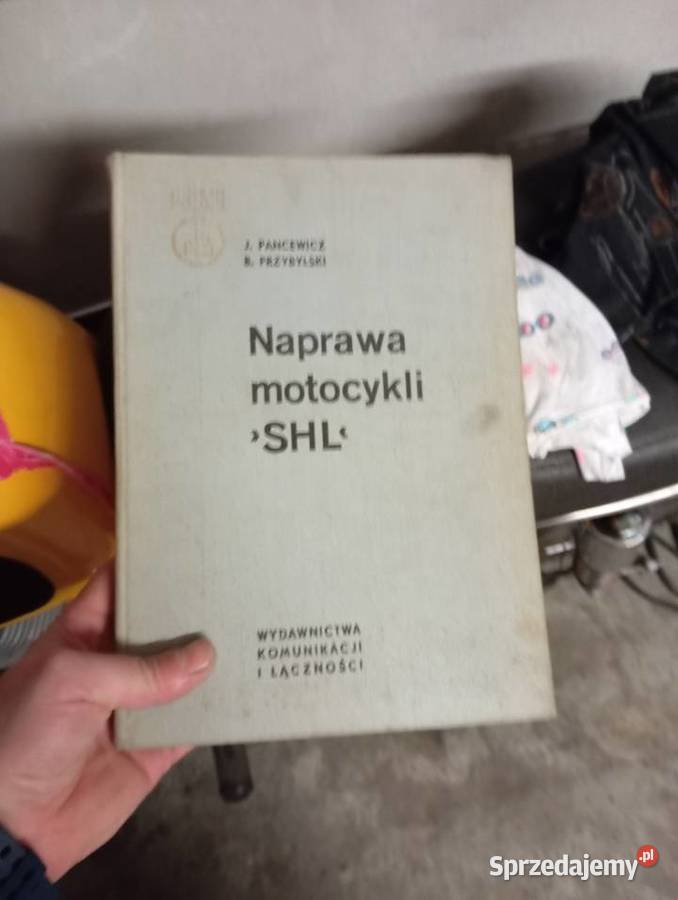 J. PANCEWICZ
B. PRZYBYLSKI
Naprawa
motocykli
›SHL‹
WYDAWNICTWA
KOMUNIKACJI
I ŁĄCZNOŚCI
Sprzedajemy.pl